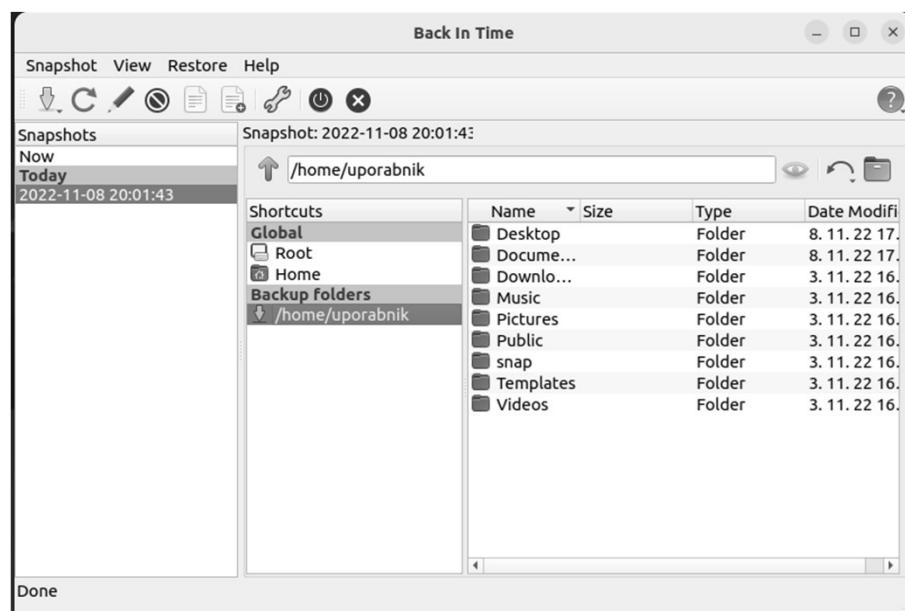 Back In Time
Snapshot View Restore Help
Snapshots
Now
Today
2022-11-08 20:01:43
Snapshot: 2022-11-08 20:01:43
/home/uporabnik
Shortcuts
Global
Root
Home
Backup folders
/home/uporabnik
Name Size Type Date Modifi
Desktop Folder 8. 11. 22 17.
Docume... Folder 8. 11. 22 17.
Downlo... Folder 3. 11. 22 16.
Music Folder 3. 11. 22 16.
Pictures Folder 3. 11. 22 16.
Public Folder 3. 11. 22 16.
snap Folder 3. 11. 22 16.
Templates Folder 3. 11. 22 16.
Videos Folder 3. 11. 22 16.
Done